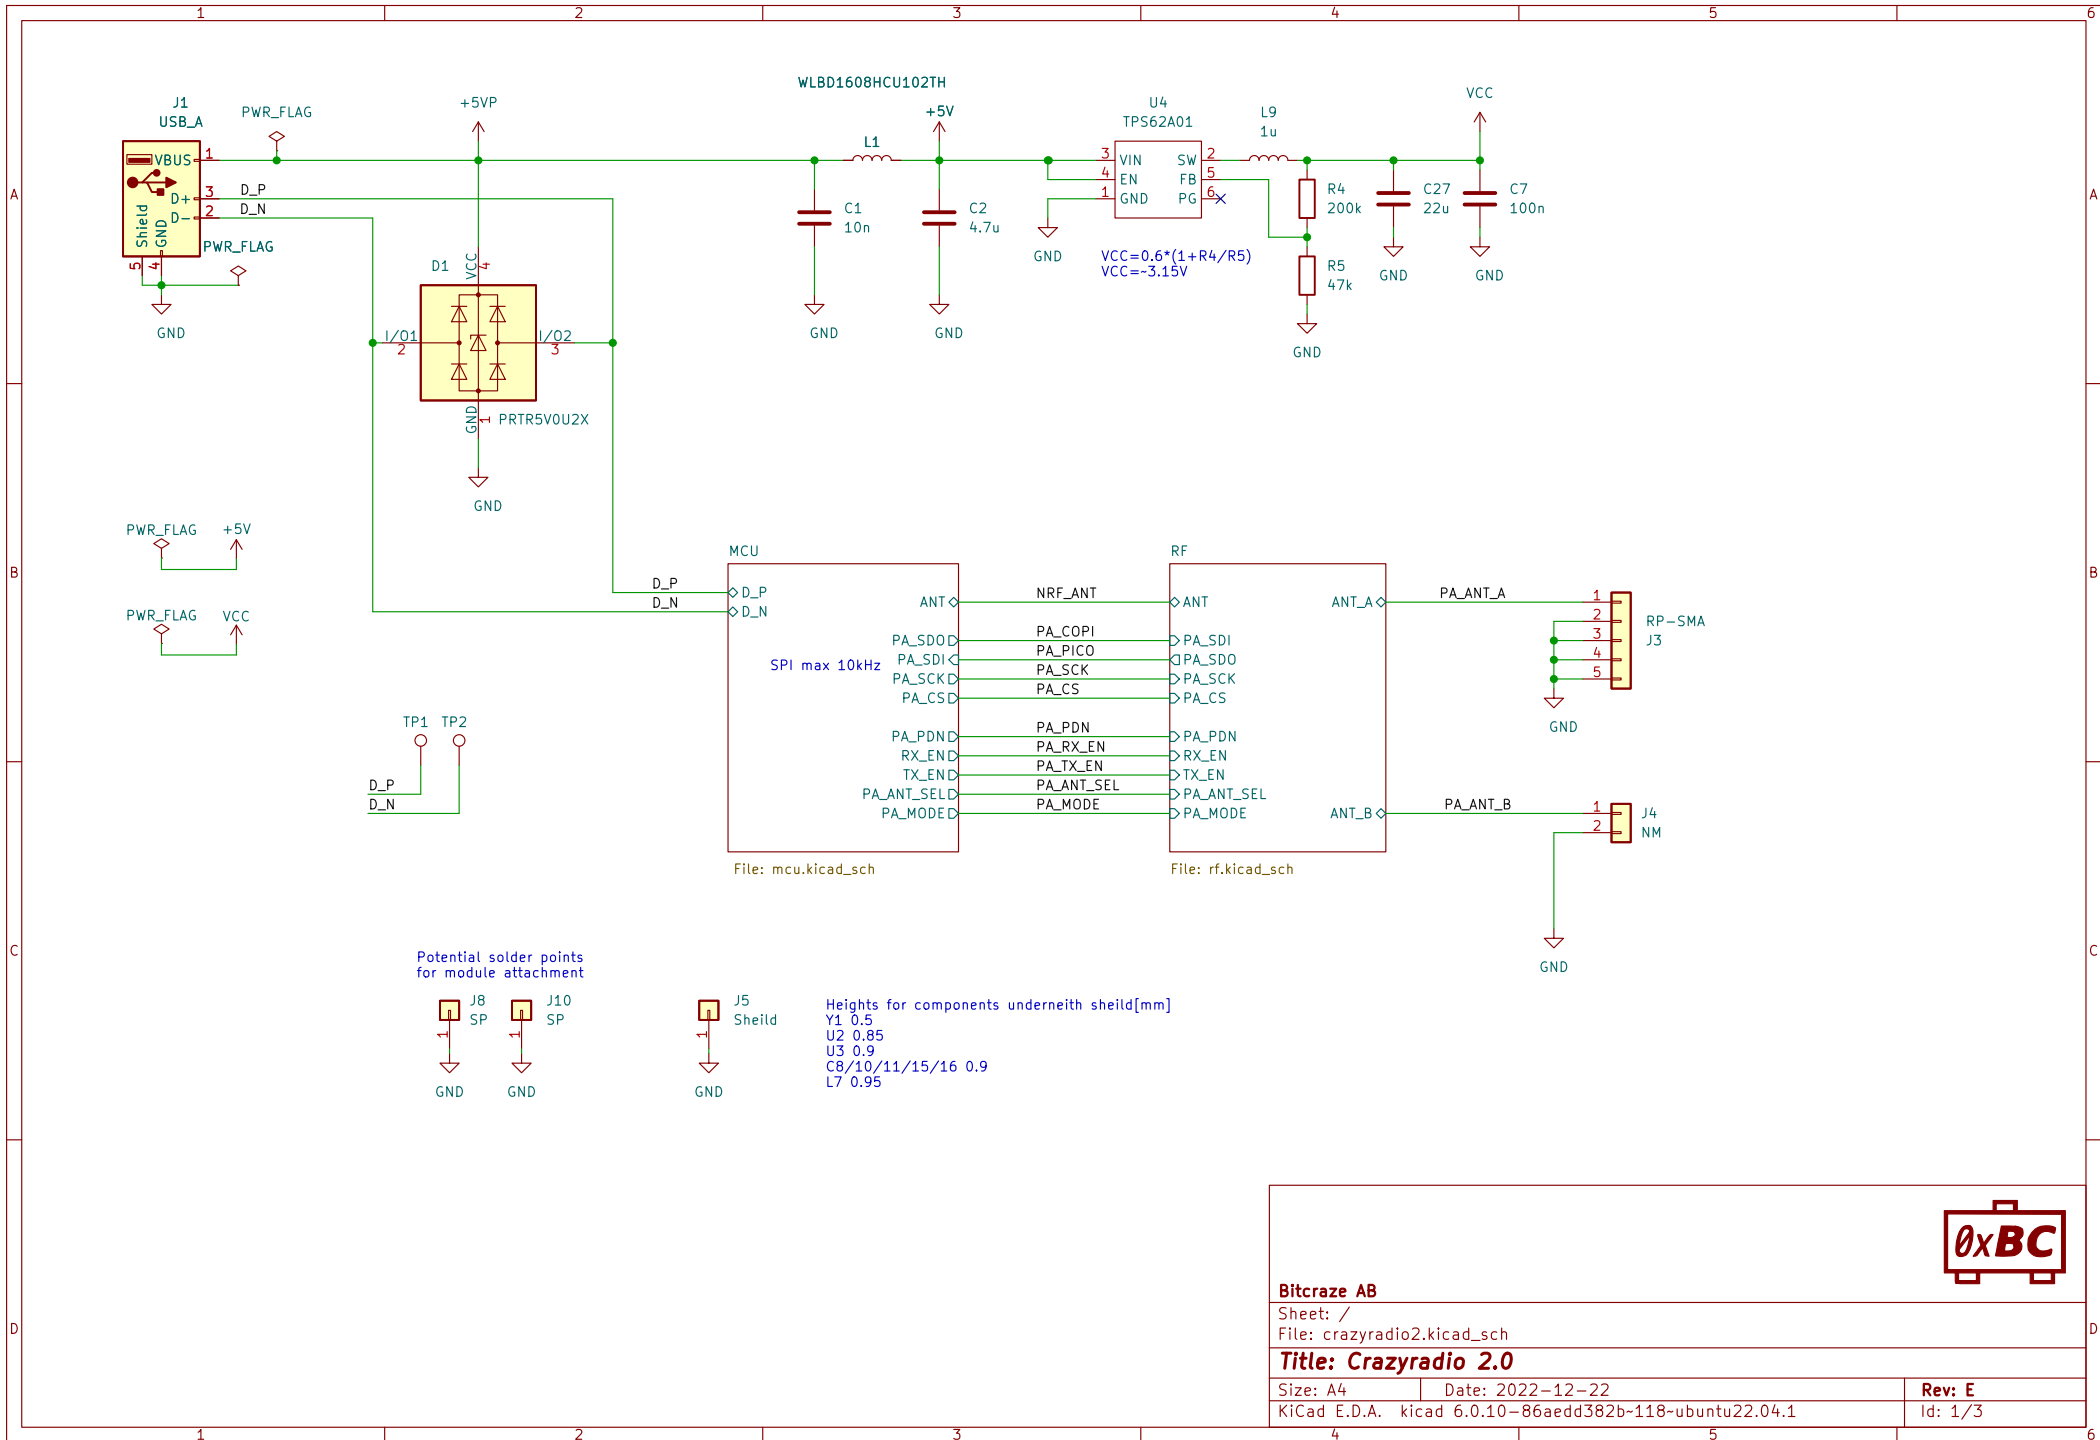 1 2 3 4 5 6
A
B
C
D
A
B
C
D
1 2 3 4 5 6
J1
USB_A
VBUS 1
D+ 3
D- 2
Shield
GND
5
4
PWR_FLAG
D_P
D_N
PWR_FLAG
GND
+5VP
D1
VCC
4
I/O1
2
I/O2
3
GND
1
PRTR5V0U2X
GND
WLBD1608HCU102TH
L1
+5V
C1
10n
GND
C2
4.7u
GND
U4
TPS62A01
3 VIN SW 2
4 EN FB 5
1 GND PG 6
GND
VCC=0.6*(1+R4/R5)
VCC=~3.15V
L9
1u
R4
200k
R5
47k
GND
C27
22u
GND
VCC
C7
100n
GND
PWR_FLAG +5V
PWR_FLAG VCC
TP1 TP2
D_P
D_N
MCU
D_P
D_N
D_P
D_N
SPI max 10kHz
ANT
PA_SDO
PA_SDI
PA_SCK
PA_CS
PA_PDN
RX_EN
TX_EN
PA_ANT_SEL
PA_MODE
File: mcu.kicad_sch
NRF_ANT
PA_COPI
PA_PICO
PA_SCK
PA_CS
PA_PDN
PA_RX_EN
PA_TX_EN
PA_ANT_SEL
PA_MODE
RF
ANT
PA_SDI
PA_SDO
PA_SCK
PA_CS
PA_PDN
RX_EN
TX_EN
PA_ANT_SEL
PA_MODE
ANT_A
ANT_B
File: rf.kicad_sch
PA_ANT_A
1
2
3
4
5
RP-SMA
J3
GND
PA_ANT_B
1
2
J4
NM
GND
Potential solder points
for module attachment
J8
SP
1
GND
J10
SP
1
GND
J5
Sheild
1
GND
Heights for components underneith sheild[mm]
Y1 0.5
U2 0.85
U3 0.9
C8/10/11/15/16 0.9
L7 0.95
0xBC
Bitcraze AB
Sheet: /
File: crazyradio2.kicad_sch
Title: Crazyradio 2.0
Size: A4 Date: 2022-12-22 Rev: E
KiCad E.D.A. kicad 6.0.10-86aedd382b~118~ubuntu22.04.1 Id: 1/3